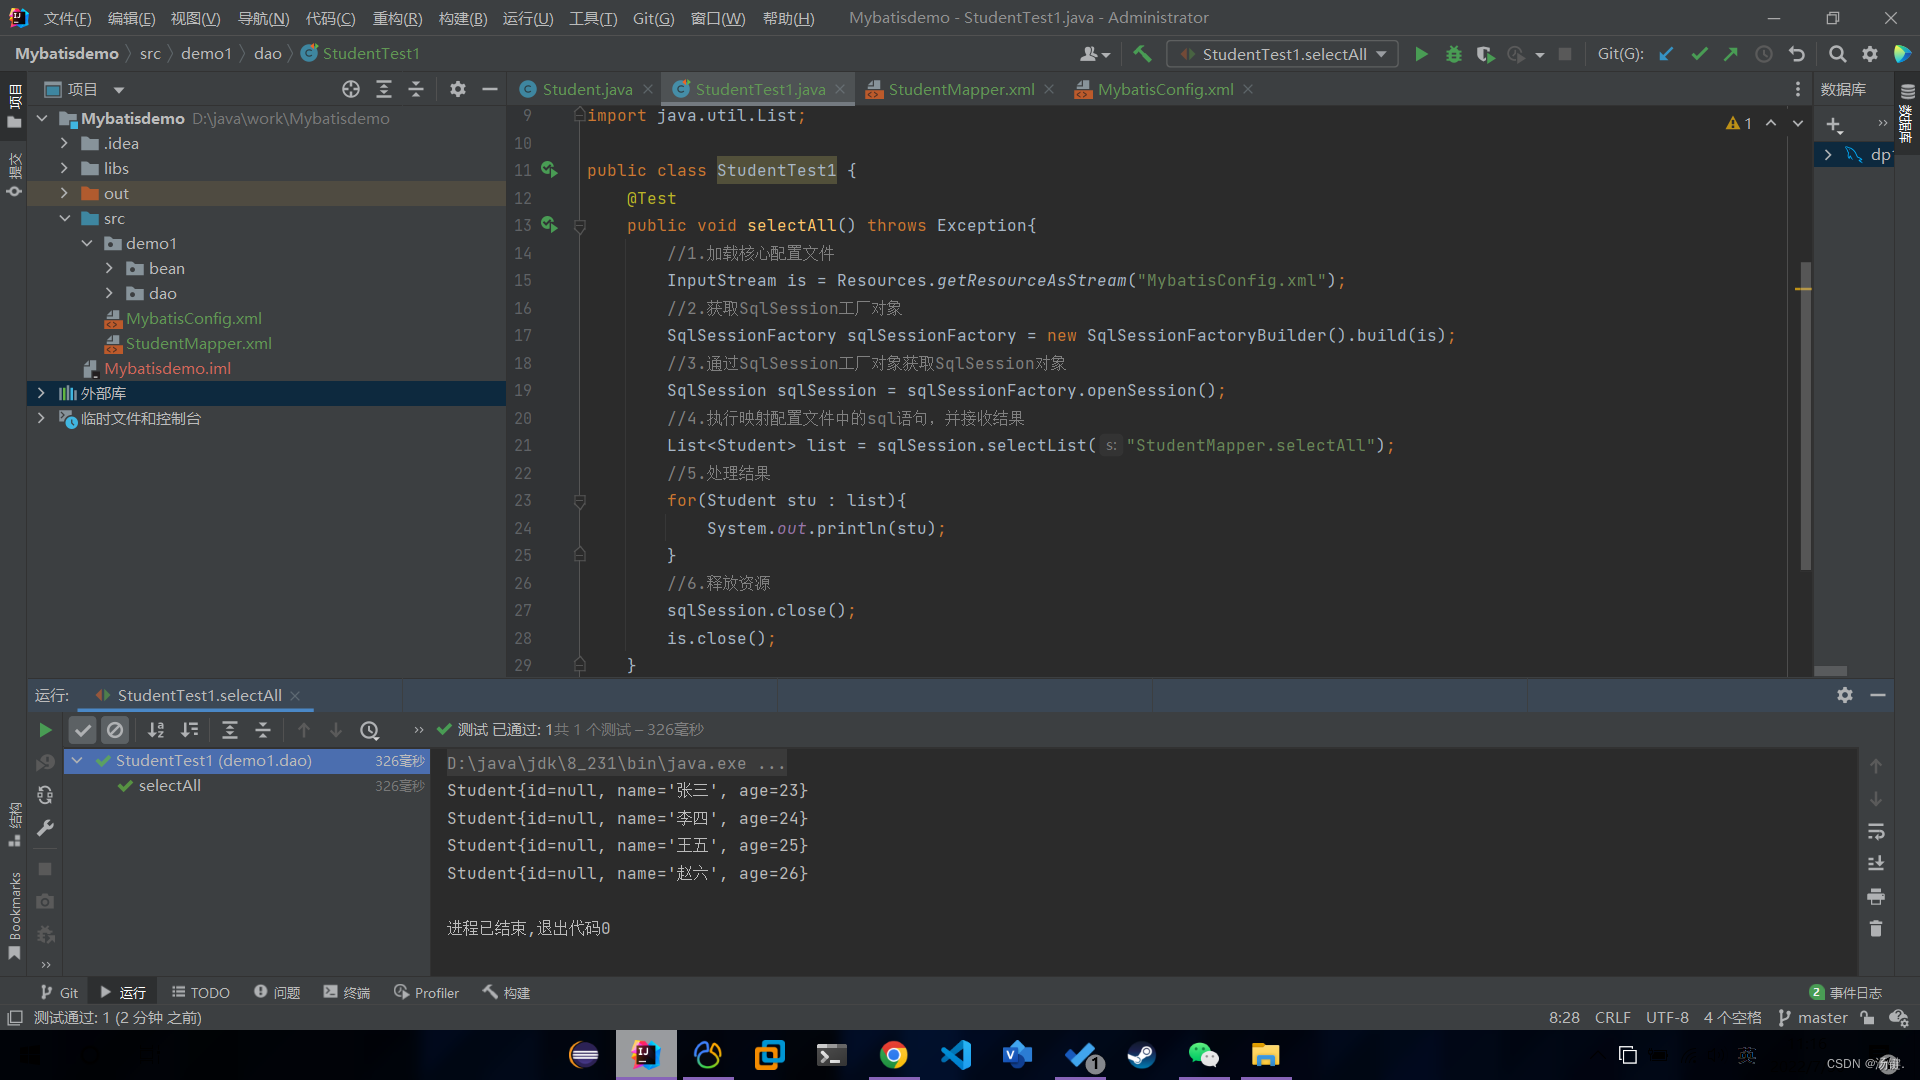 文件(F) 编辑(E) 视图(V) 导航(N) 代码(C) 重构(R) 构建(B) 运行(U) 工具(T) Git(G) 窗口(W) 帮助(H) Mybatisdemo - StudentTest1.java - Administrator
Mybatisdemo src demo1 dao StudentTest1 StudentTest1.selectAll Git(G):
项目
提交
结构
Bookmarks
项目
Mybatisdemo D:\java\work\Mybatisdemo
.idea
libs
out
src
demo1
bean
dao
MybatisConfig.xml
StudentMapper.xml
Mybatisdemo.iml
外部库
临时文件和控制台
Student.java StudentTest1.java StudentMapper.xml MybatisConfig.xml
1
9 import java.util.List;
10
11 public class StudentTest1 {
12 @Test
13 public void selectAll() throws Exception{
14 //1.加载核心配置文件
15 InputStream is = Resources.getResourceAsStream("MybatisConfig.xml");
16 //2.获取SqlSession工厂对象
17 SqlSessionFactory sqlSessionFactory = new SqlSessionFactoryBuilder().build(is);
18 //3.通过SqlSession工厂对象获取SqlSession对象
19 SqlSession sqlSession = sqlSessionFactory.openSession();
20 //4.执行映射配置文件中的sql语句，并接收结果
21 List<Student> list = sqlSession.selectList( s: "StudentMapper.selectAll");
22 //5.处理结果
23 for(Student stu : list){
24 System.out.println(stu);
25 }
26 //6.释放资源
27 sqlSession.close();
28 is.close();
29 }
数据库
dp1
数据库
运行: StudentTest1.selectAll
测试 已通过: 1共 1 个测试 – 326毫秒
StudentTest1 (demo1.dao) 326毫秒
selectAll 326毫秒
D:\java\jdk\8_231\bin\java.exe ...
Student{id=null, name='张三', age=23}
Student{id=null, name='李四', age=24}
Student{id=null, name='王五', age=25}
Student{id=null, name='赵六', age=26}
进程已结束,退出代码0
Git 运行 TODO 问题 终端 Profiler 构建 2 事件日志
测试通过: 1 (2 分钟 之前) 8:28 CRLF UTF-8 4 个空格 master
1
英
CSDN @汤键.